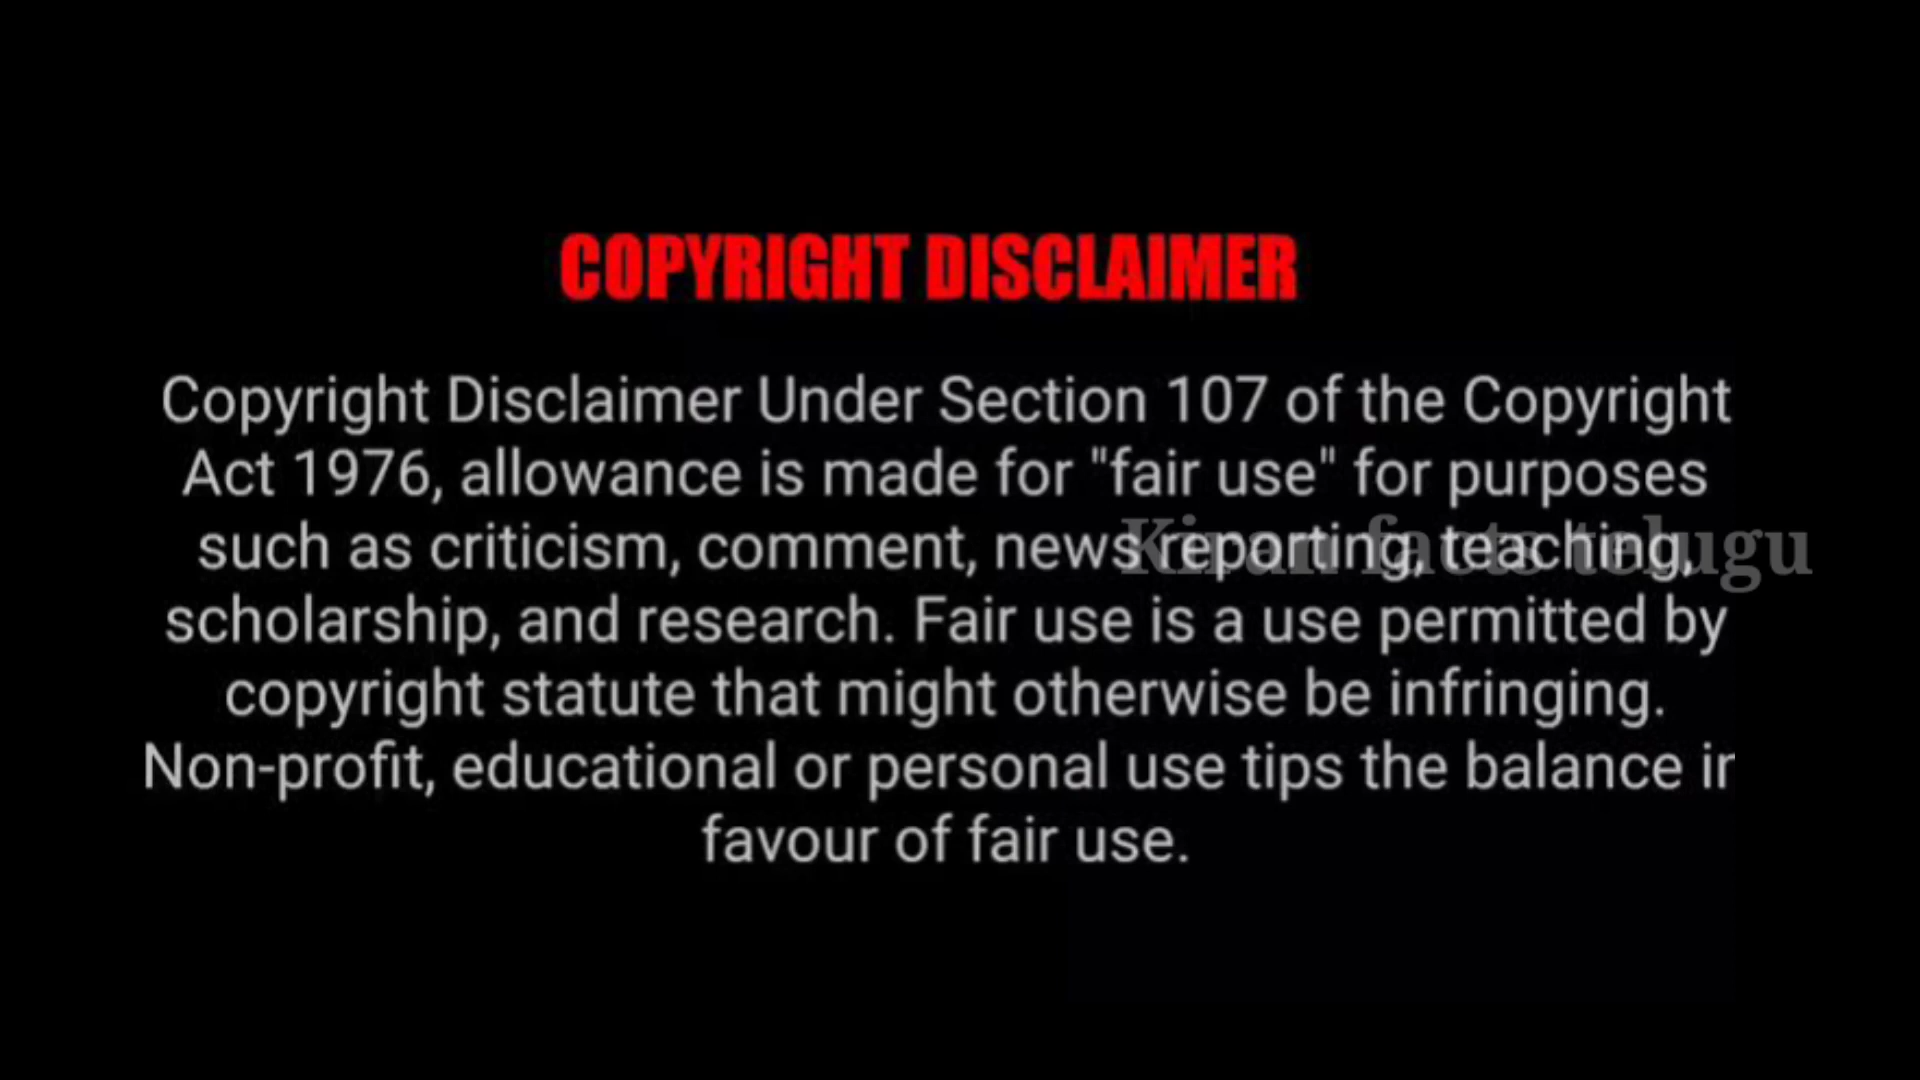 COPYRIGHT DISCLAIMER
Copyright Disclaimer Under Section 107 of the Copyright
Act 1976, allowance is made for "fair use" for purposes
such as criticism, comment, news reporting, teaching,
Kiran facts telugu
scholarship, and research. Fair use is a use permitted by
copyright statute that might otherwise be infringing.
Non-profit, educational or personal use tips the balance ir
favour of fair use.